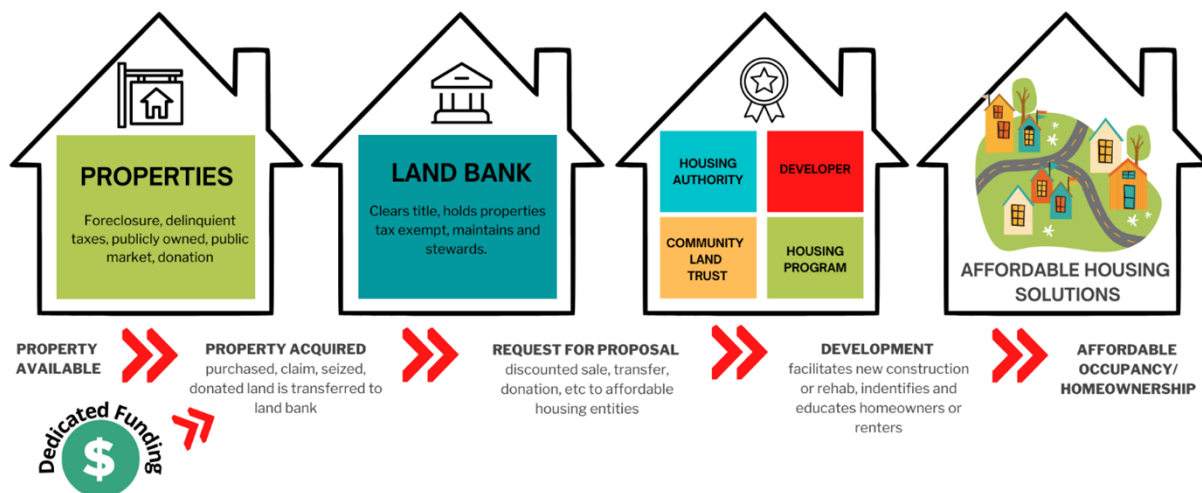 PROPERTIES
Foreclosure, delinquient
taxes, publicly owned, public
market, donation
LAND BANK
Clears title, holds properties
tax exempt, maintains and
stewards.
HOUSING
AUTHORITY
DEVELOPER
COMMUNITY
LAND
TRUST
HOUSING
PROGRAM
AFFORDABLE HOUSING
SOLUTIONS
PROPERTY
AVAILABLE
PROPERTY ACQUIRED
purchased, claim, seized,
donated land is transferred to
land bank
REQUEST FOR PROPOSAL
discounted sale, transfer,
donation, etc to affordable
housing entities
DEVELOPMENT
facilitates new construction
or rehab, indentifies and
educates homeowners or
renters
AFFORDABLE
OCCUPANCY/
HOMEOWNERSHIP
Dedicated Funding
$